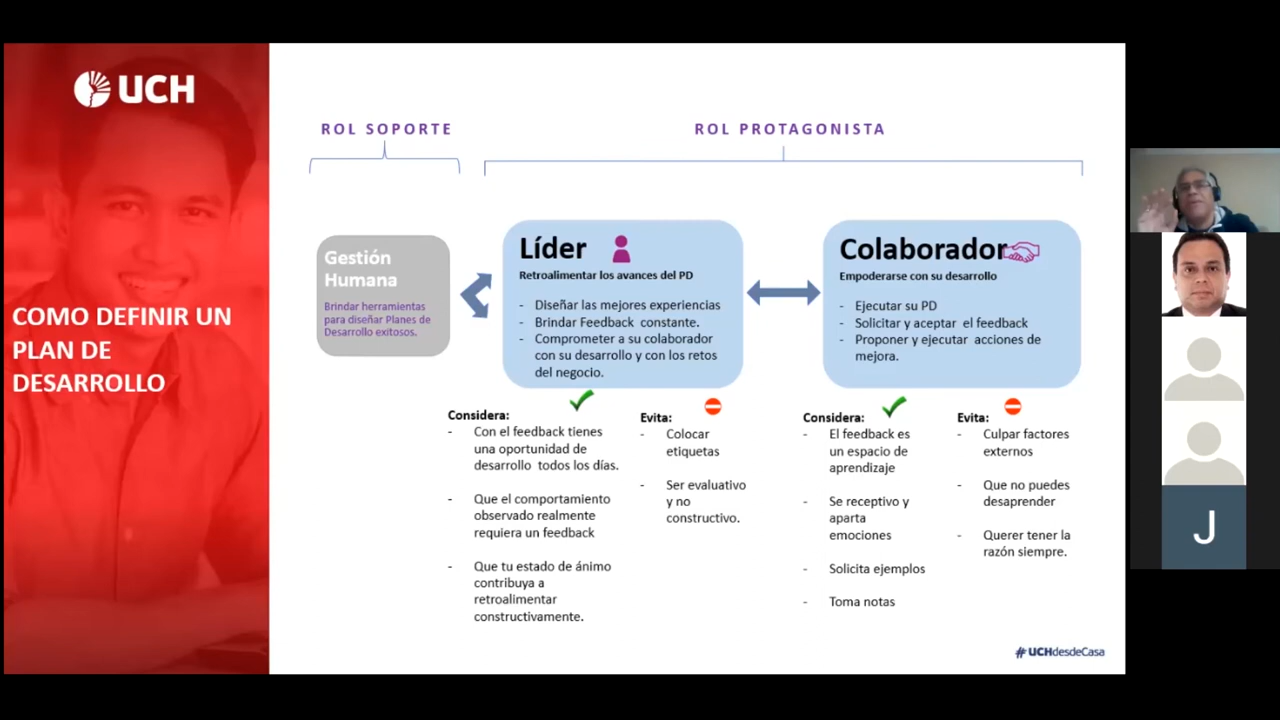 UCH
COMO DEFINIR UN
PLAN DE
DESARROLLO
ROL SOPORTE
ROL PROTAGONISTA
Gestión
Humana
Brindar herramientas
para diseñar Planes de
Desarrollo exitosos.
Líder
Retroalimentar los avances del PD
- Diseñar las mejores experiencias
- Brindar Feedback constante.
- Comprometer a su colaborador
con su desarrollo y con los retos
del negocio.
Colaborador
Empoderarse con su desarrollo
- Ejecutar su PD
- Solicitar y aceptar el feedback
- Proponer y ejecutar acciones de
mejora.
Considera:
- Con el feedback tienes
una oportunidad de
desarrollo todos los días.
- Que el comportamiento
observado realmente
requiera un feedback
- Que tu estado de ánimo
contribuya a
retroalimentar
constructivamente.
Evita:
- Colocar
etiquetas
- Ser evaluativo
y no
constructivo.
Considera:
- El feedback es
un espacio de
aprendizaje
- Se receptivo y
aparta
emociones
- Solicita ejemplos
- Toma notas
Evita:
- Culpar factores
externos
- Que no puedes
desaprender
- Querer tener la
razón siempre.
#UCHdesdeCasa
J